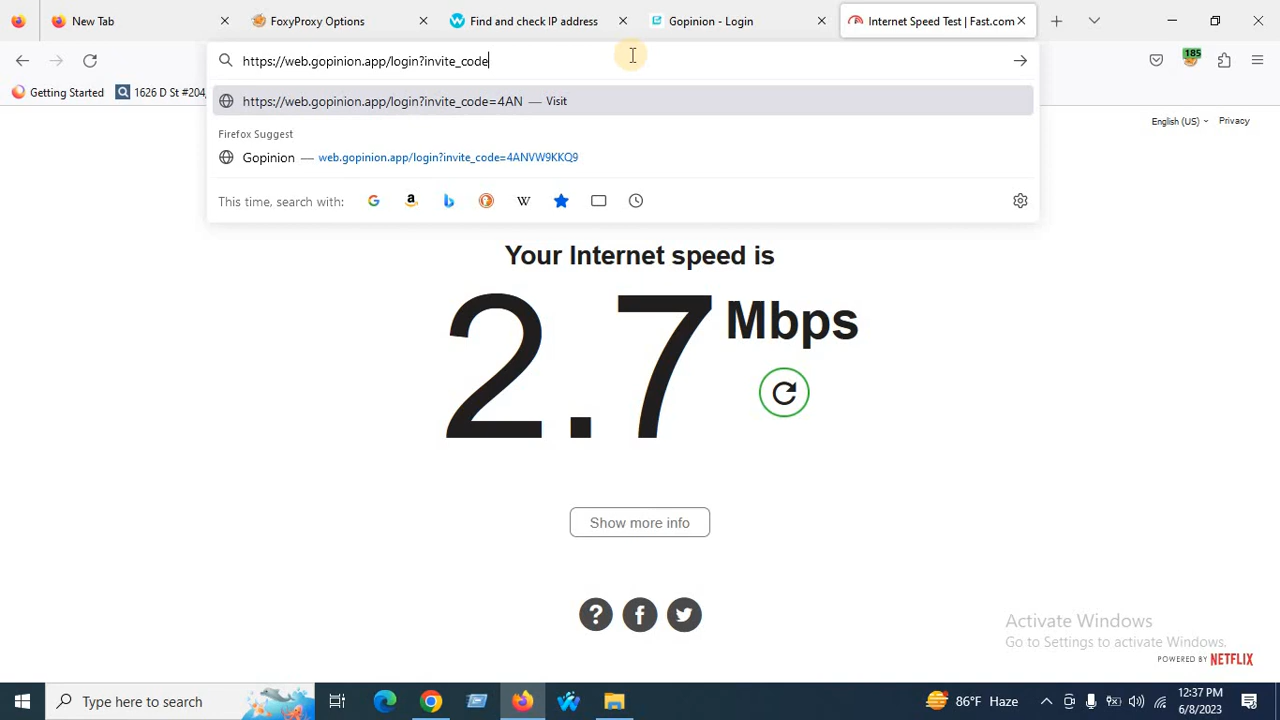 New Tab
FoxyProxy Options
Find and check IP address
Gopinion - Login
Internet Speed Test | Fast.com
https://web.gopinion.app/login?invite_code
185
Getting Started
1626 D St #204,
https://web.gopinion.app/login?invite_code=4AN — Visit
English (US)
Privacy
Firefox Suggest
Gopinion — web.gopinion.app/login?invite_code=4ANVW9KKQ9
This time, search with:
Your Internet speed is
2.7 Mbps
Show more info
Activate Windows
Go to Settings to activate Windows.
POWERED BY NETFLIX
Type here to search
86°F Haze
12:37 PM
6/8/2023